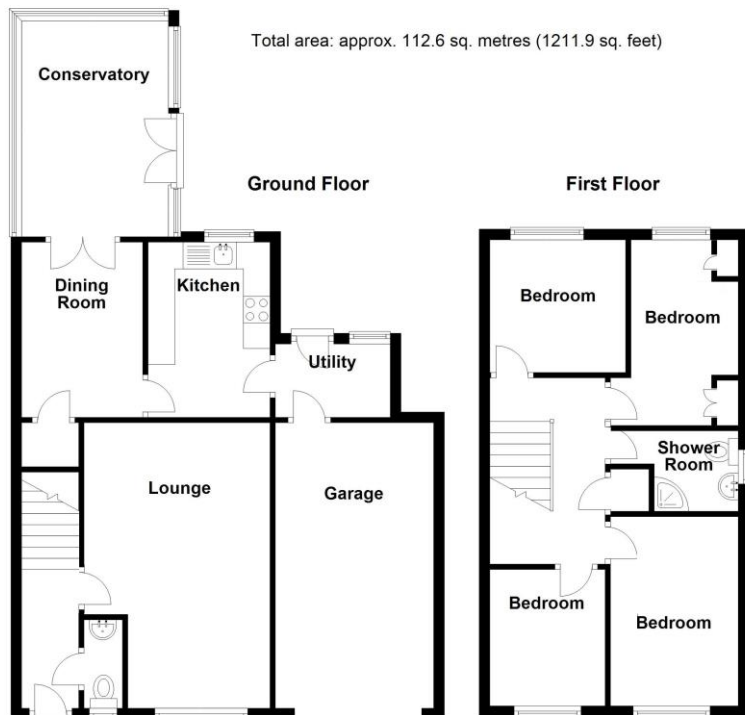 Total area: approx. 112.6 sq. metres (1211.9 sq. feet)
Conservatory
Ground Floor
First Floor
Dining
Room
Kitchen
Utility
Lounge
Garage
Bedroom
Bedroom
Shower
Room
Bedroom
Bedroom